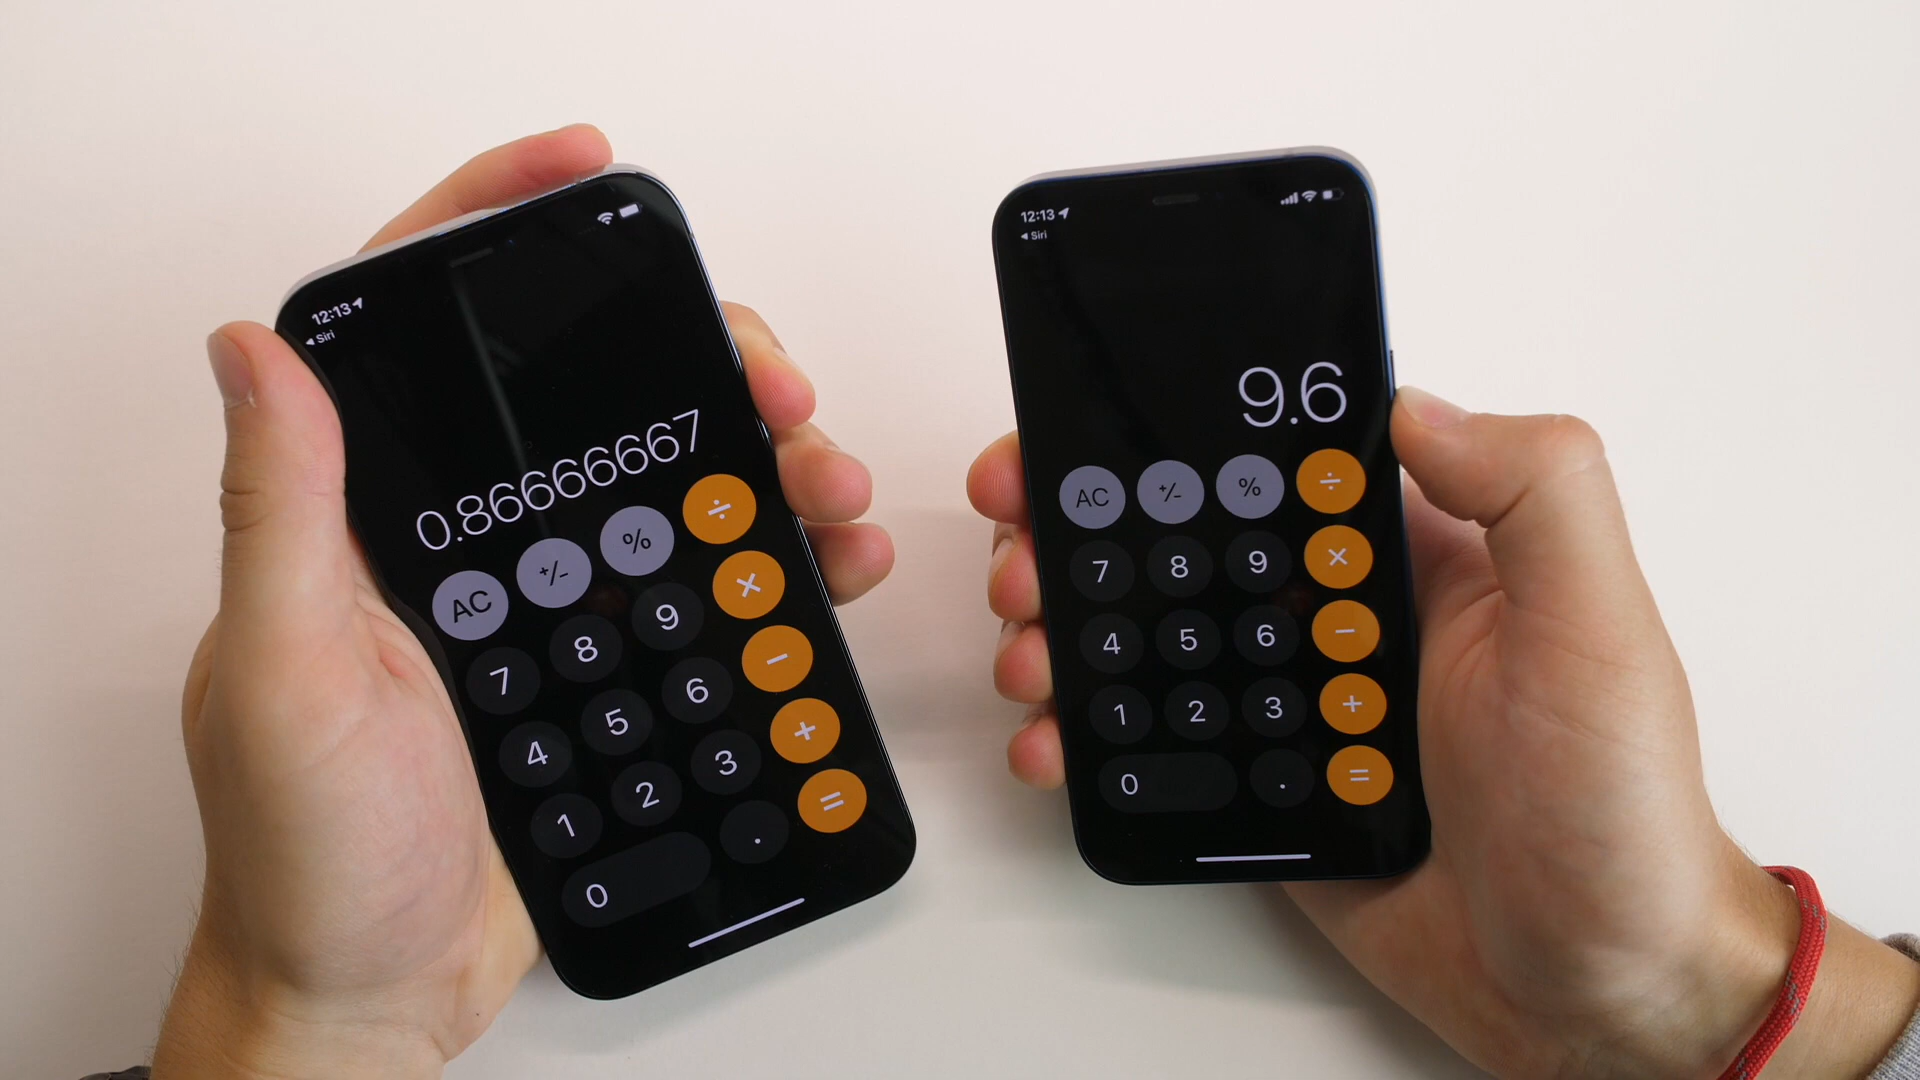 12:13
◀ Siri
0.86666667
AC +/- % ÷
7 8 9 ×
4 5 6 −
1 2 3 +
0 . =
12:13
◀ Siri
9.6
AC +/- % ÷
7 8 9 ×
4 5 6 −
1 2 3 +
0 . =